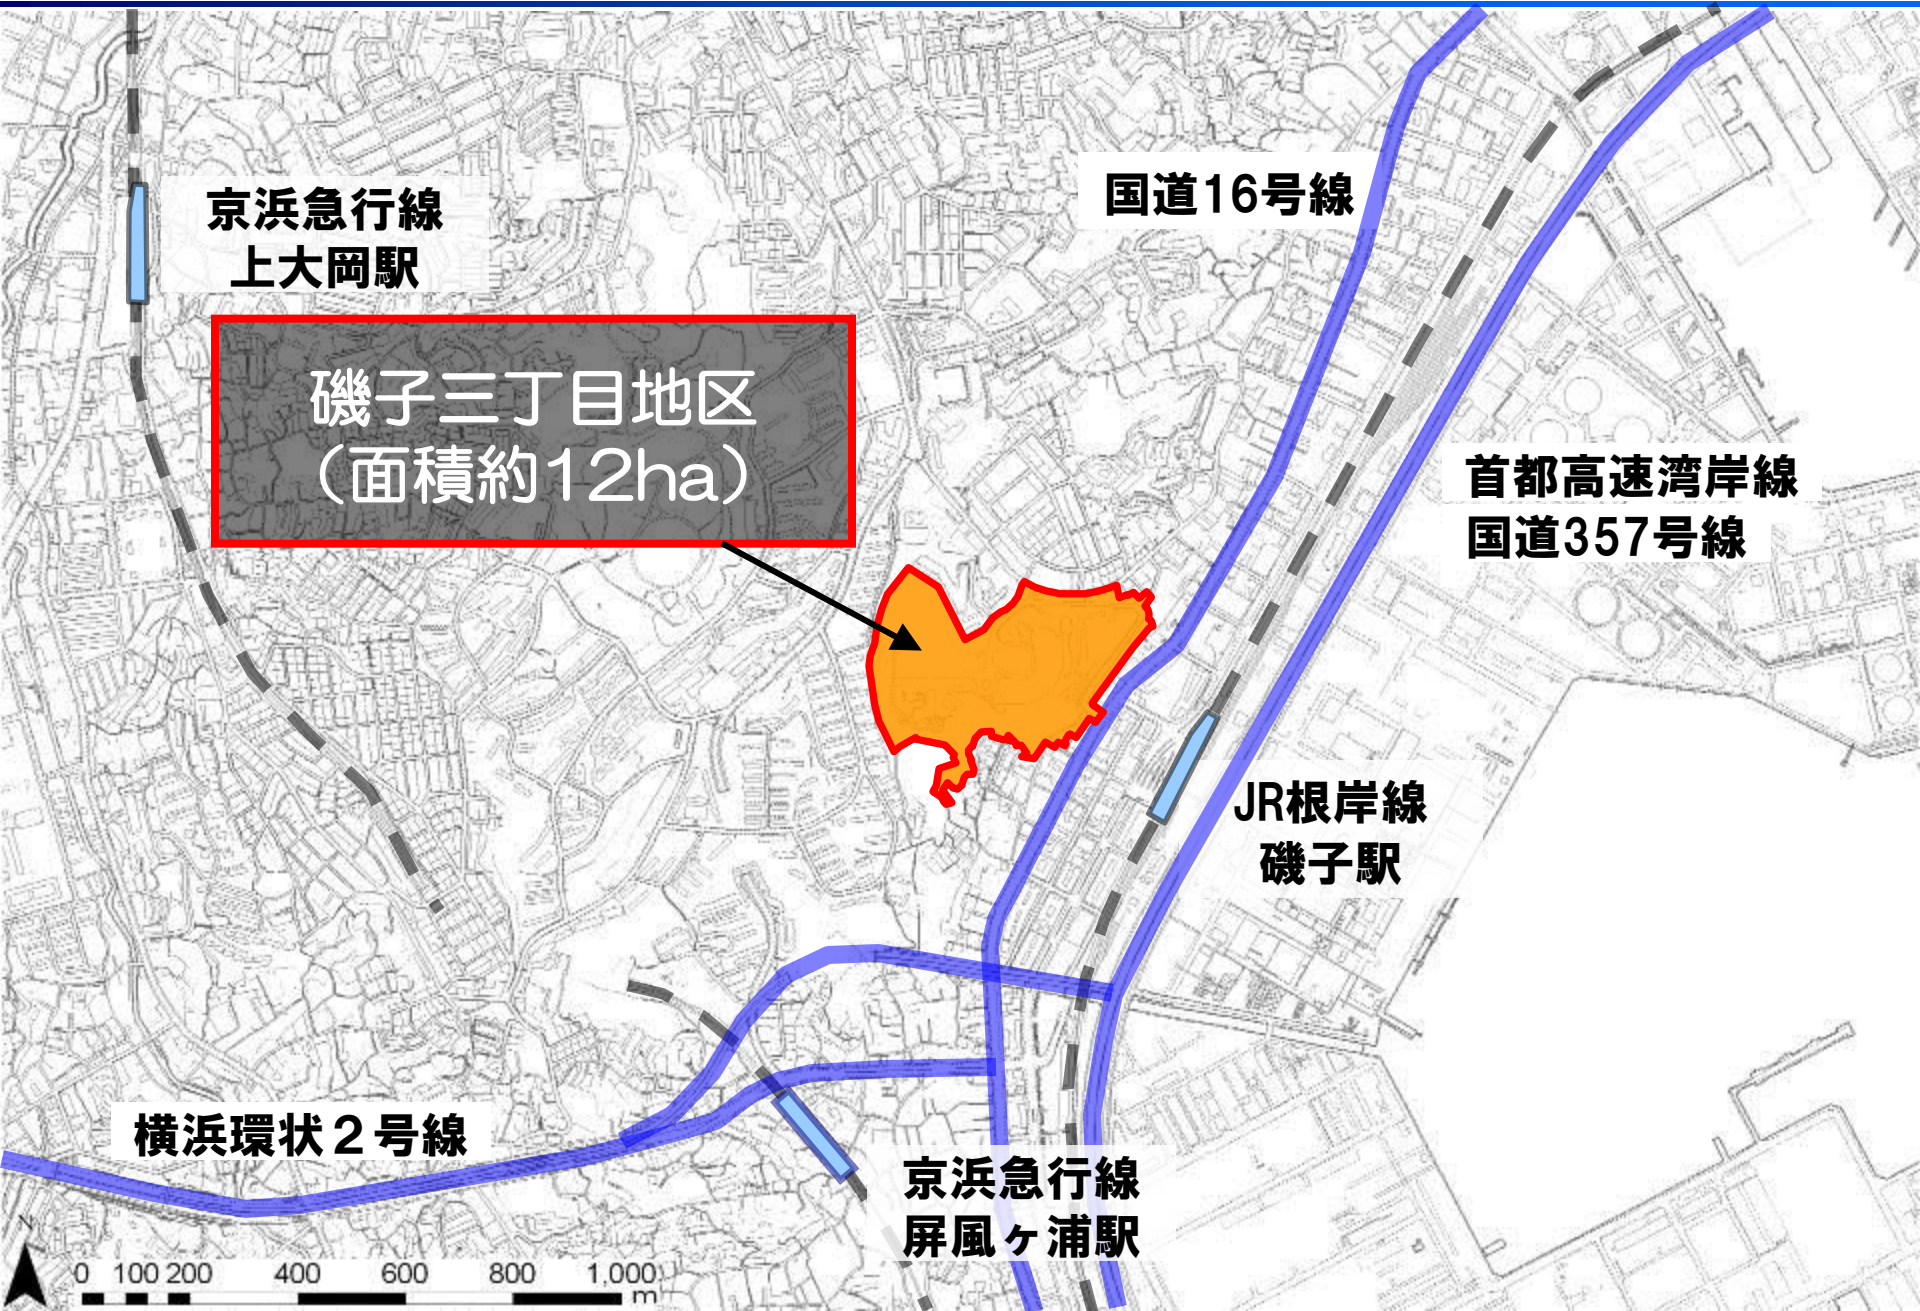 国道16号線
京浜急行線
上大岡駅
磯子三丁目地区
（面積約12ha）
首都高速湾岸線
国道357号線
JR根岸線
磯子駅
横浜環状２号線
京浜急行線
屏風ヶ浦駅
N
0 100 200 400 600 800 1,000
m